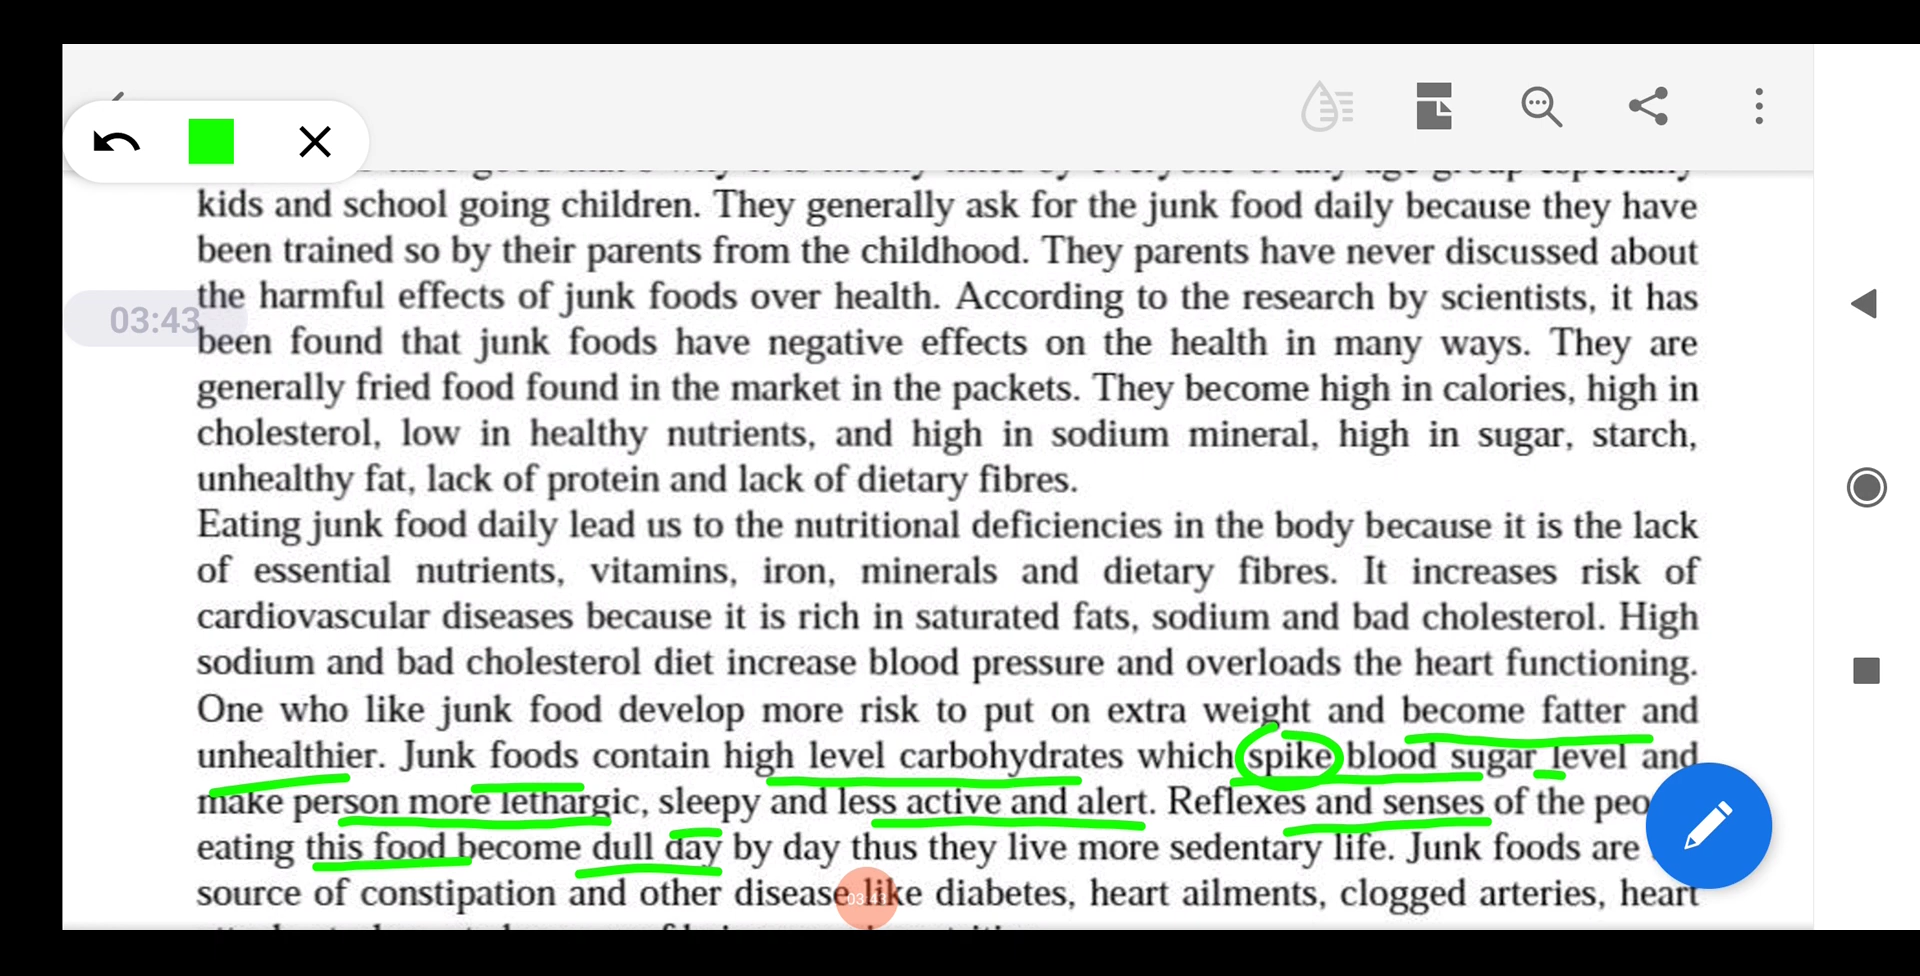 03:43
kids and school going children. They generally ask for the junk food daily because they have
been trained so by their parents from the childhood. They parents have never discussed about
the harmful effects of junk foods over health. According to the research by scientists, it has
been found that junk foods have negative effects on the health in many ways. They are
generally fried food found in the market in the packets. They become high in calories, high in
cholesterol, low in healthy nutrients, and high in sodium mineral, high in sugar, starch,
unhealthy fat, lack of protein and lack of dietary fibres.
Eating junk food daily lead us to the nutritional deficiencies in the body because it is the lack
of essential nutrients, vitamins, iron, minerals and dietary fibres. It increases risk of
cardiovascular diseases because it is rich in saturated fats, sodium and bad cholesterol. High
sodium and bad cholesterol diet increase blood pressure and overloads the heart functioning.
One who like junk food develop more risk to put on extra weight and become fatter and
unhealthier. Junk foods contain high level carbohydrates which spike blood sugar level and
make person more lethargic, sleepy and less active and alert. Reflexes and senses of the peo
eating this food become dull day by day thus they live more sedentary life. Junk foods are
source of constipation and other disease like diabetes, heart ailments, clogged arteries, heart
03:43